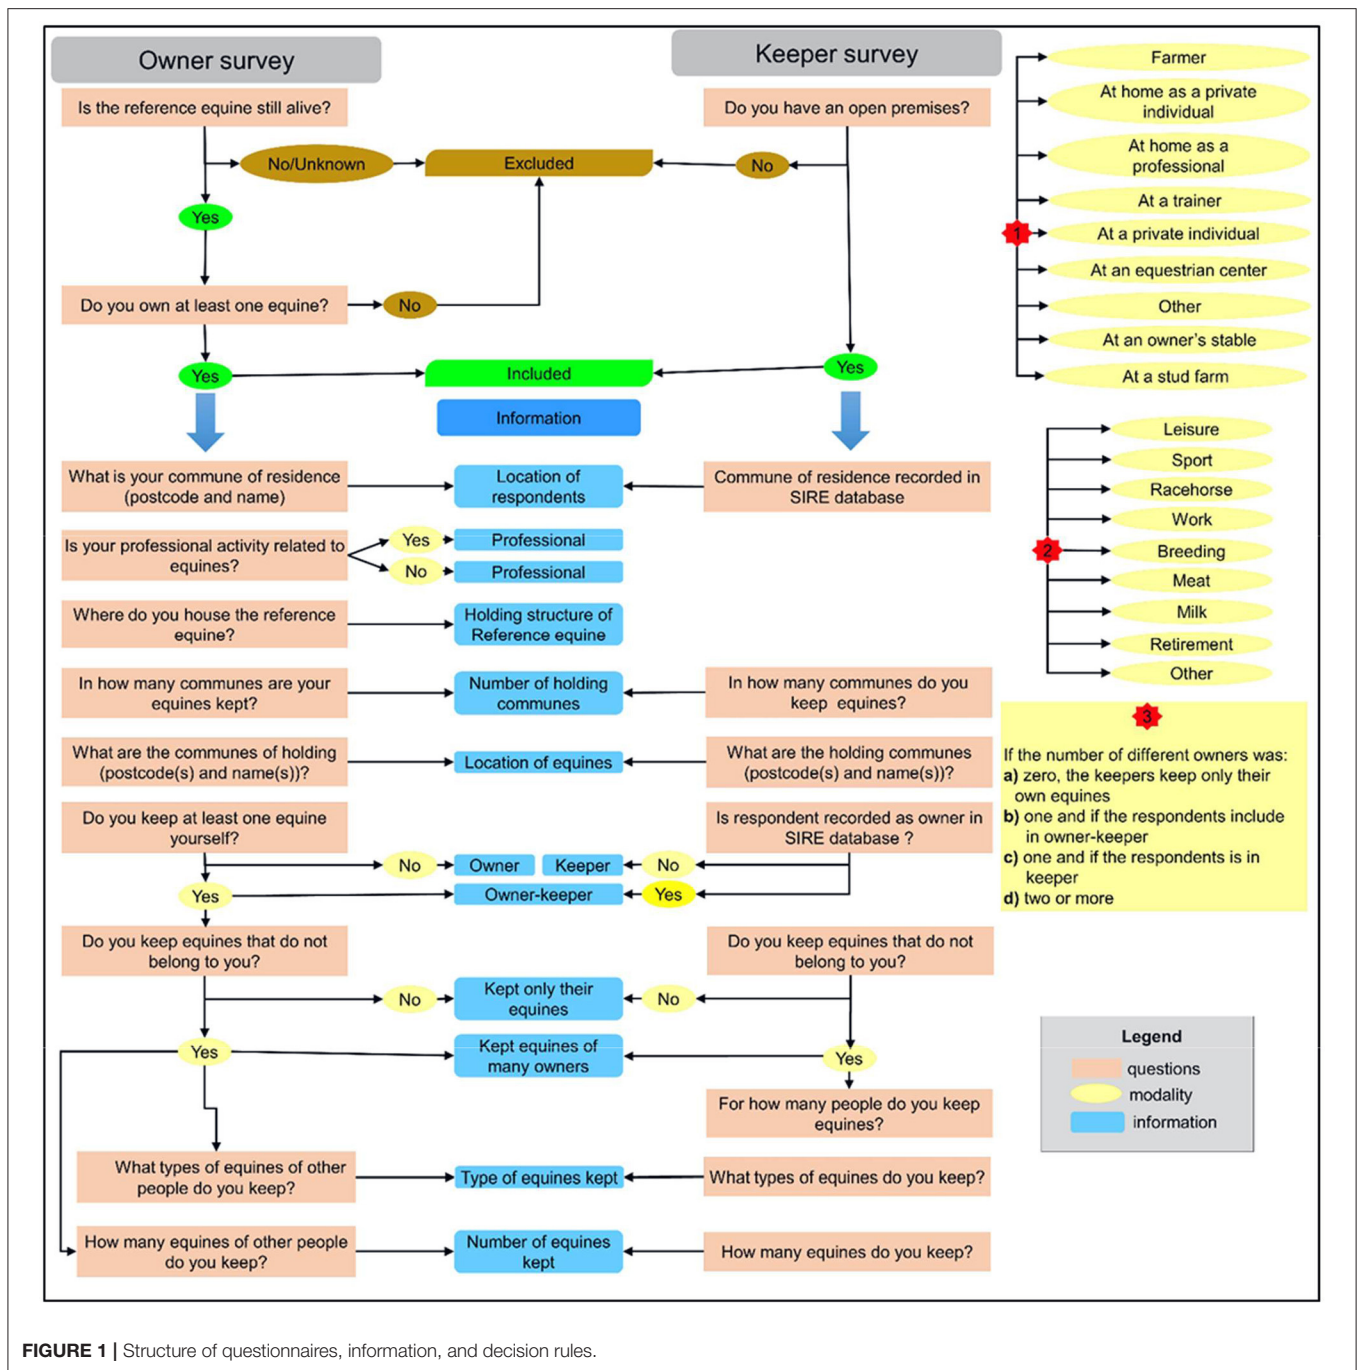 Owner survey
Keeper survey
Is the reference equine still alive?
Do you have an open premises?
No/Unknown
Excluded
No
Yes
Do you own at least one equine?
No
Yes
Included
Yes
Information
What is your commune of residence
(postcode and name)
Location of
respondents
Commune of residence recorded in
SIRE database
Is your professional activity related to
equines?
Yes
Professional
No
Professional
Where do you house the reference
equine?
Holding structure of
Reference equine
In how many communes are your
equines kept?
Number of holding
communes
In how many communes do you
keep equines?
What are the communes of holding
(postcode(s) and name(s))?
Location of equines
What are the holding communes
(postcode(s) and name(s))?
Do you keep at least one equine
yourself?
Is respondent recorded as owner in
SIRE database ?
No
Owner
Keeper
No
Yes
Owner-keeper
Yes
Do you keep equines that do not
belong to you?
Do you keep equines that do not
belong to you?
No
Kept only their
equines
No
Yes
Kept equines of
many owners
Yes
For how many people do you keep
equines?
What types of equines of other
people do you keep?
Type of equines kept
What types of equines do you keep?
How many equines of other people
do you keep?
Number of equines
kept
How many equines do you keep?
1
Farmer
At home as a private
individual
At home as a
professional
At a trainer
At a private individual
At an equestrian center
Other
At an owner's stable
At a stud farm
2
Leisure
Sport
Racehorse
Work
Breeding
Meat
Milk
Retirement
Other
3
If the number of different owners was:
a) zero, the keepers keep only their
own equines
b) one and if the respondents include
in owner-keeper
c) one and if the respondents is in
keeper
d) two or more
Legend
questions
modality
information
FIGURE 1 | Structure of questionnaires, information, and decision rules.